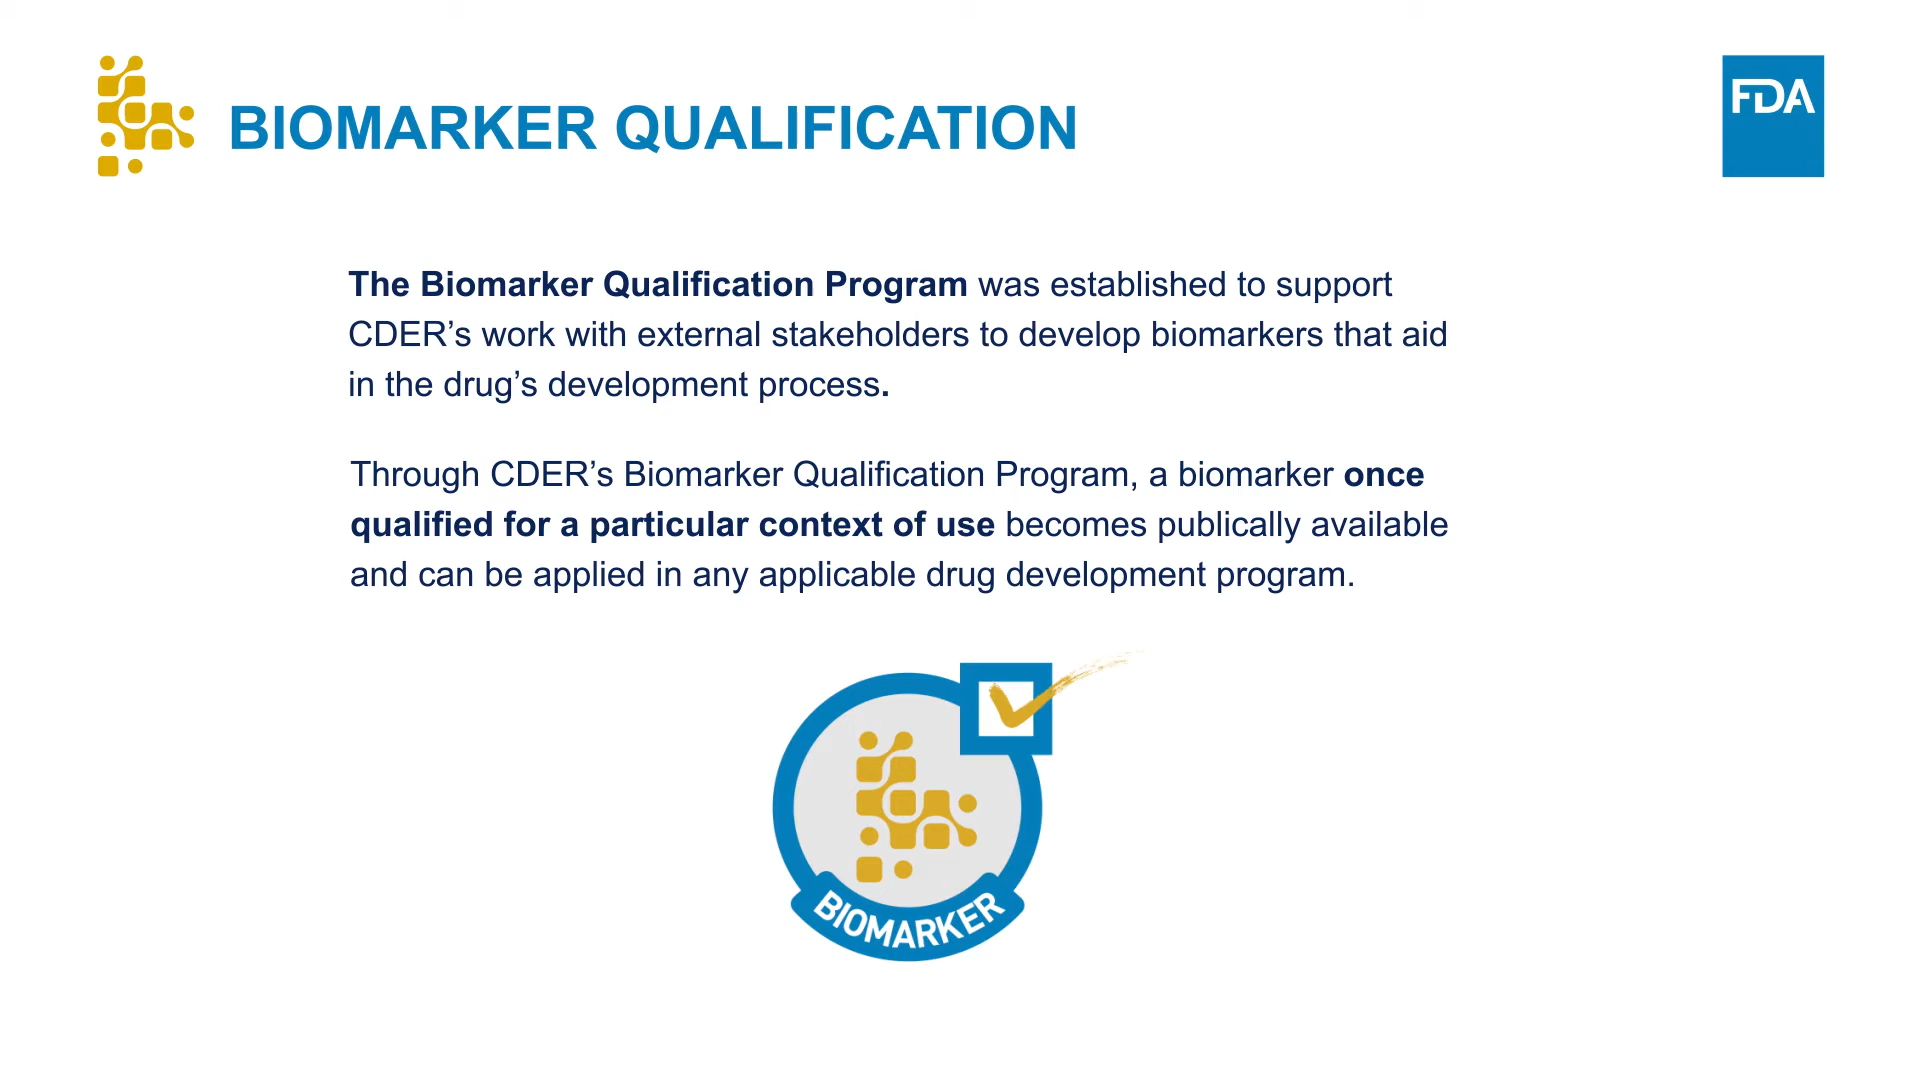 BIOMARKER QUALIFICATION
FDA
The Biomarker Qualification Program was established to support
CDER’s work with external stakeholders to develop biomarkers that aid
in the drug’s development process.
Through CDER’s Biomarker Qualification Program, a biomarker once
qualified for a particular context of use becomes publically available
and can be applied in any applicable drug development program.
BIOMARKER